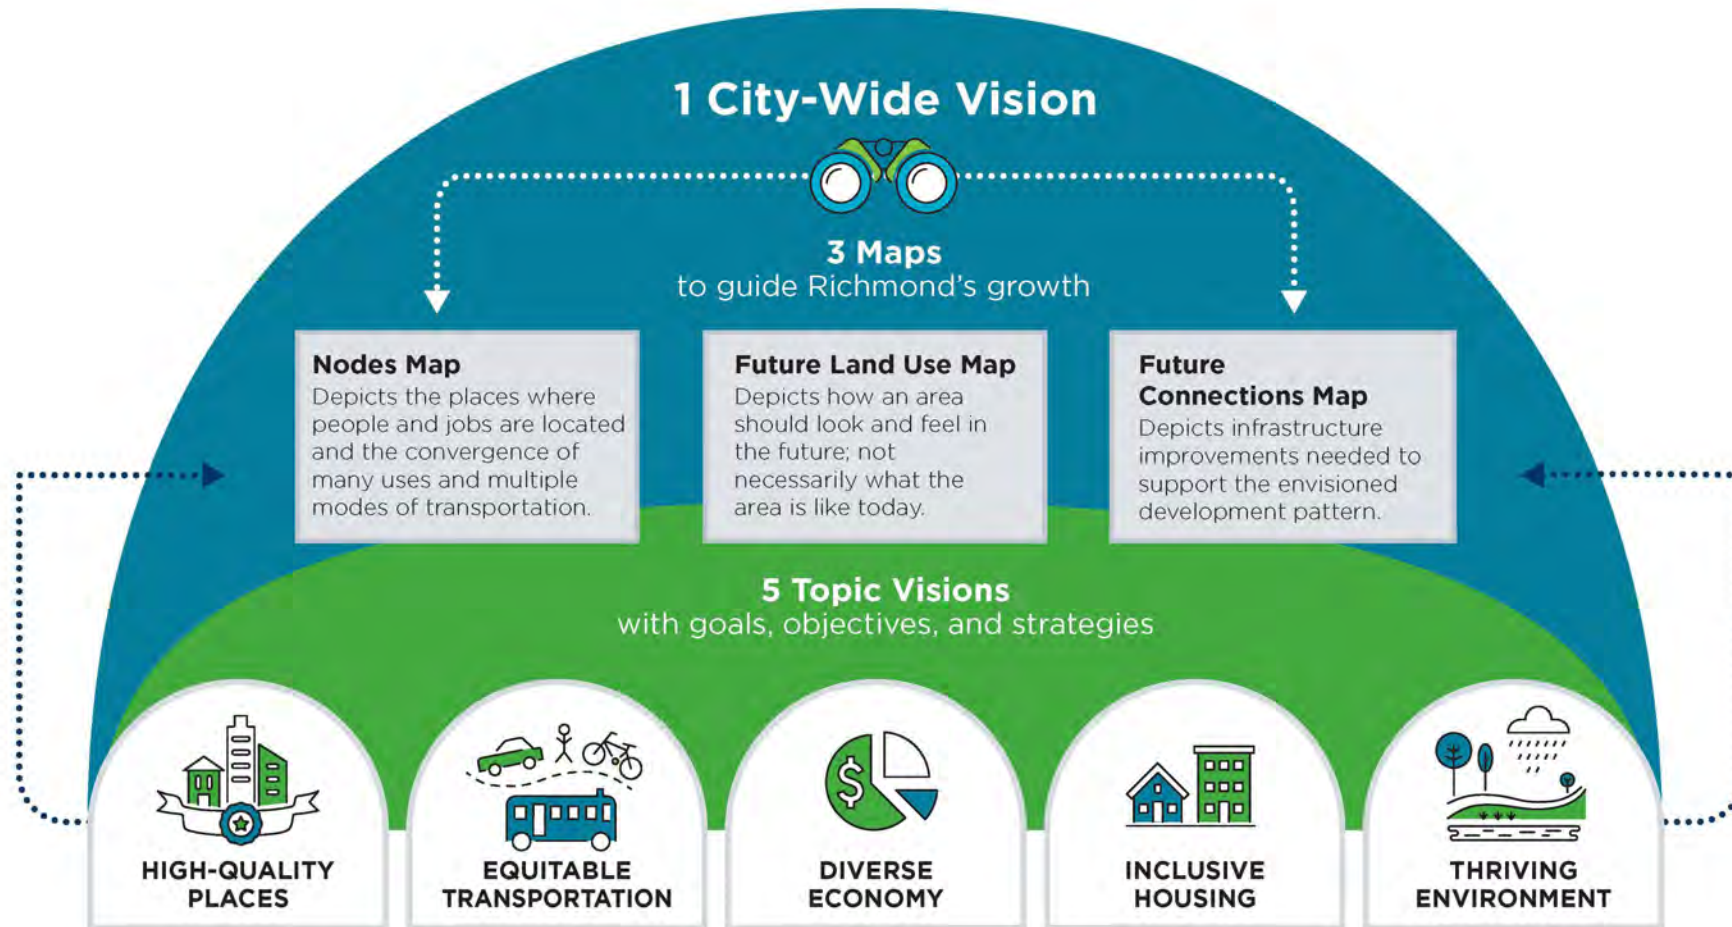 1 City-Wide Vision
3 Maps
to guide Richmond's growth
Nodes Map
Depicts the places where
people and jobs are located
and the convergence of
many uses and multiple
modes of transportation.
Future Land Use Map
Depicts how an area
should look and feel in
the future; not
necessarily what the
area is like today.
Future
Connections Map
Depicts infrastructure
improvements needed to
support the envisioned
development pattern.
5 Topic Visions
with goals, objectives, and strategies
$
HIGH-QUALITY
PLACES
EQUITABLE
TRANSPORTATION
DIVERSE
ECONOMY
INCLUSIVE
HOUSING
THRIVING
ENVIRONMENT